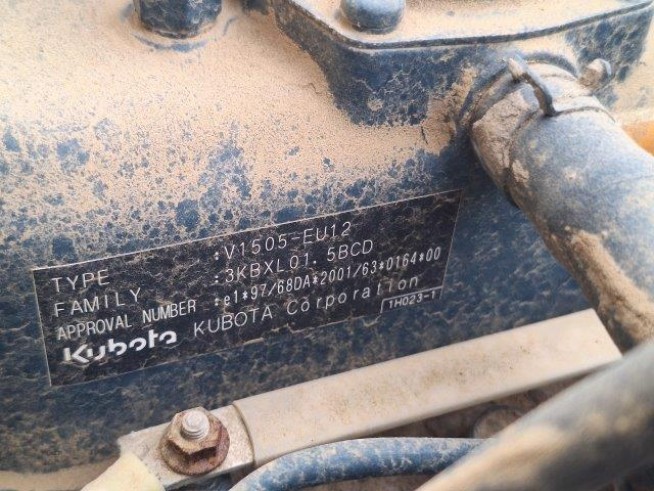 TYPE :V1505-EU12
FAMILY :3KBXL01.5BCD
APPROVAL NUMBER :e1*97/68DA*2001/63*0164*00
Kubota KUBOTA Corporation
1H023-1